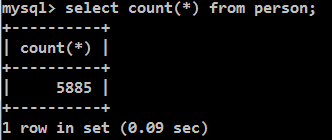 mysql> select count(*) from person;
+----------+
| count(*) |
+----------+
|     5885 |
+----------+
1 row in set (0.09 sec)